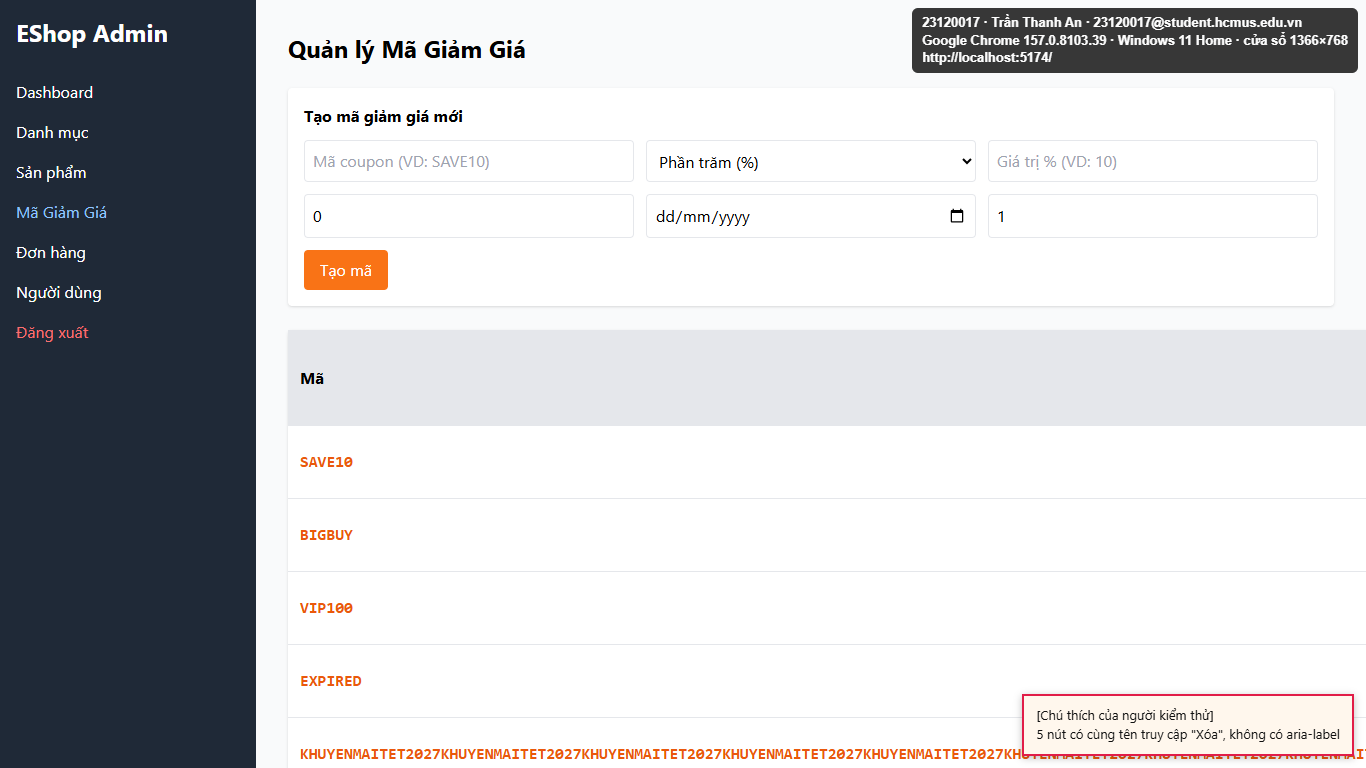 EShop Admin
Dashboard
Danh mục
Sản phẩm
Mã Giảm Giá
Đơn hàng
Người dùng
Đăng xuất
Quản lý Mã Giảm Giá
23120017 · Trần Thanh An · 23120017@student.hcmus.edu.vn
Google Chrome 157.0.8103.39 · Windows 11 Home · cửa sổ 1366×768
http://localhost:5174/
Tạo mã giảm giá mới
Mã coupon (VD: SAVE10)
Phần trăm (%)
Giá trị % (VD: 10)
0
dd/mm/yyyy
1
Tạo mã
Mã
SAVE10
BIGBUY
VIP100
EXPIRED
KHUYENMAITET2027KHUYENMAITET2027KHUYENMAITET2027KHUYENMAITET2027KHUYENMAITET2027KHUYENMAITET2027KHUYENMAI
[Chú thích của người kiểm thử]
5 nút có cùng tên truy cập "Xóa", không có aria-label